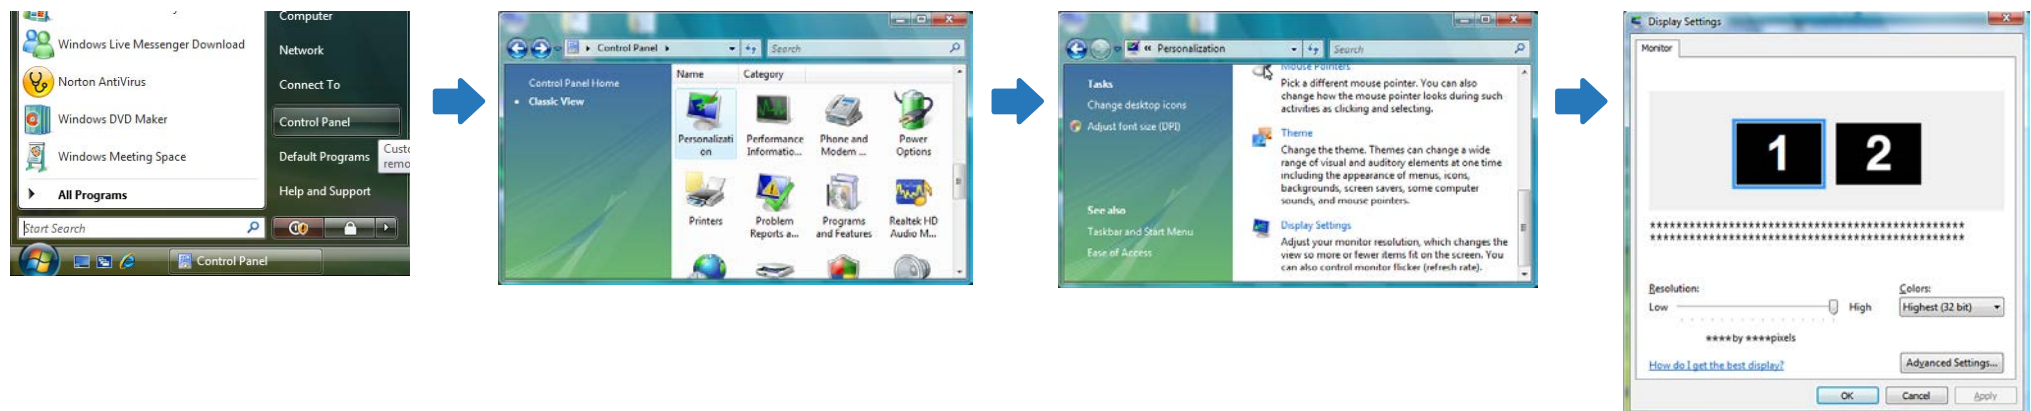 Windows Live Messenger Download
Norton AntiVirus
Windows DVD Maker
Windows Meeting Space
All Programs
Start Search
Computer
Network
Connect To
Control Panel
Default Programs
Help and Support
Custo
remo
Control Panel
Control Panel
Search
Control Panel Home
Classic View
Name Category
Personalizati
on
Performance
Informatio...
Phone and
Modem ...
Power
Options
Printers
Problem
Reports a...
Programs
and Features
Realtek HD
Audio M...
Personalization
Search
Tasks
Change desktop icons
Adjust font size (DPI)
See also
Taskbar and Start Menu
Ease of Access
Mouse Pointers
Pick a different mouse pointer. You can also
change how the mouse pointer looks during such
activities as clicking and selecting.
Theme
Change the theme. Themes can change a wide
range of visual and auditory elements at one time
including the appearance of menus, icons,
backgrounds, screen savers, some computer
sounds, and mouse pointers.
Display Settings
Adjust your monitor resolution, which changes the
view so more or fewer items fit on the screen. You
can also control monitor flicker (refresh rate).
Display Settings
Monitor
1 2
************************************************
************************************************
Resolution:
Low High
****by ****pixels
Colors:
Highest (32 bit)
How do I get the best display?
Advanced Settings...
OK Cancel Apply